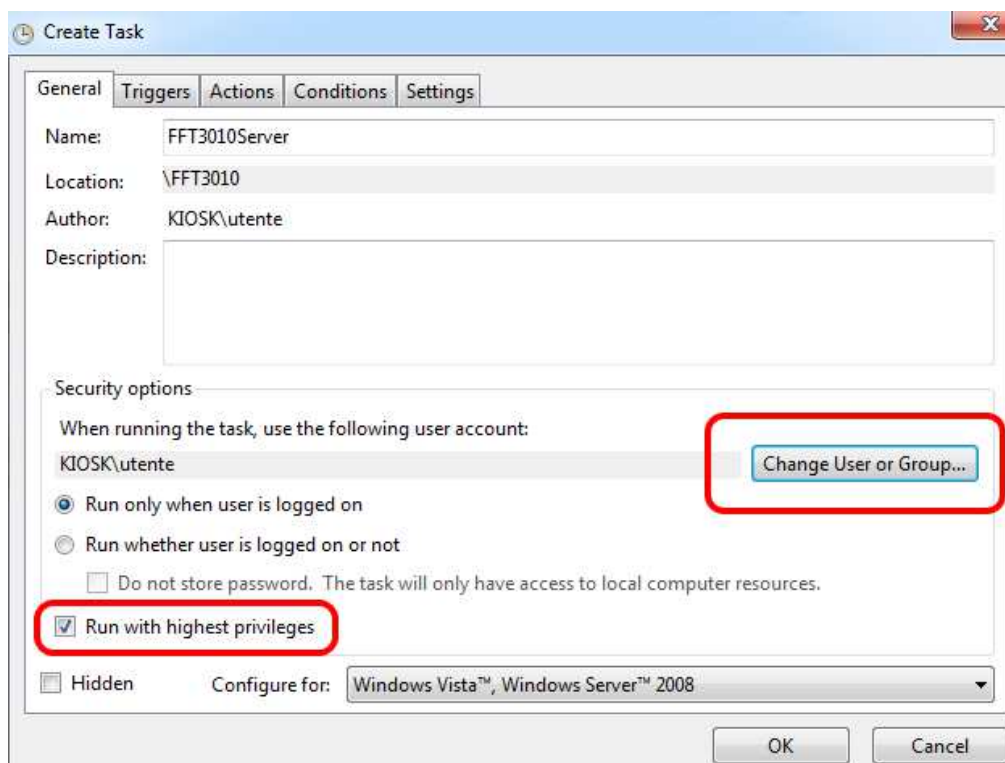 Create Task
General Triggers Actions Conditions Settings
Name: FFT3010Server
Location: \FFT3010
Author: KIOSK\utente
Description:
Security options
When running the task, use the following user account:
KIOSK\utente Change User or Group...
Run only when user is logged on
Run whether user is logged on or not
Do not store password. The task will only have access to local computer resources.
Run with highest privileges
Hidden Configure for: Windows Vista™, Windows Server™ 2008
OK Cancel